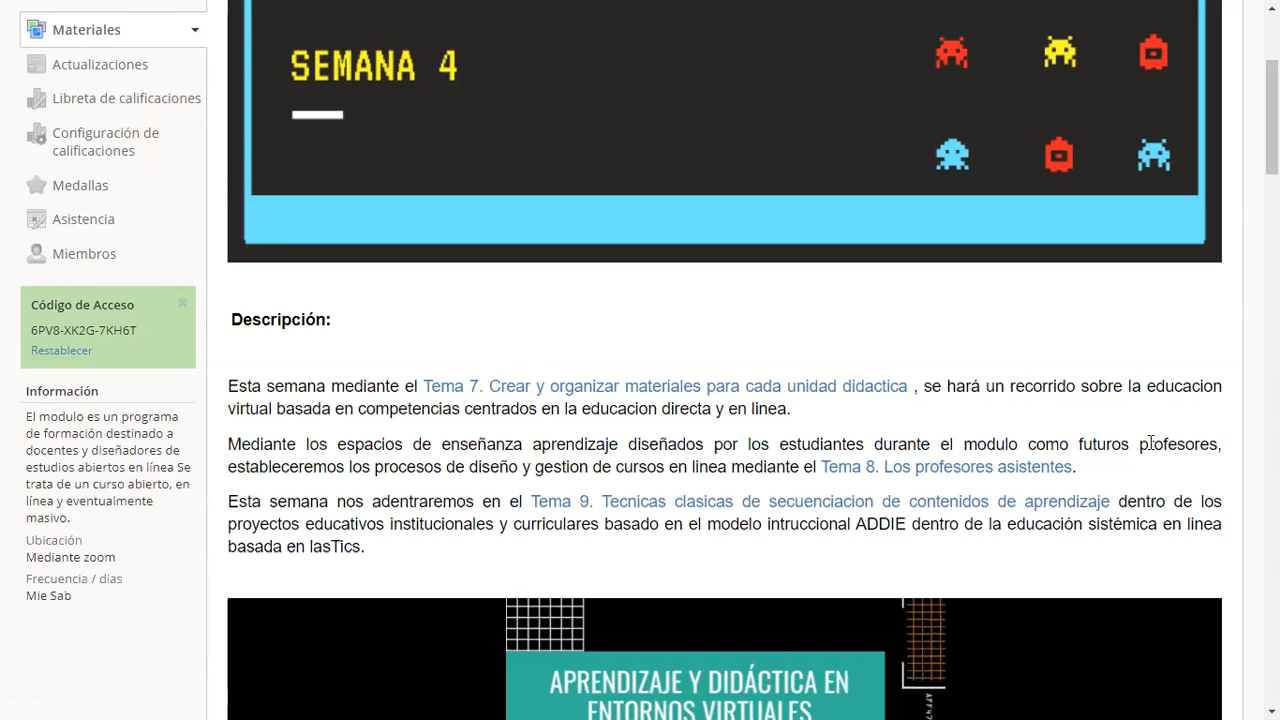 Materiales
Actualizaciones
Libreta de calificaciones
Configuración de
calificaciones
Medallas
Asistencia
Miembros
Código de Acceso
6PV8-XK2G-7KH6T
Restablecer
Información
El modulo es un programa
de formación destinado a
docentes y diseñadores de
estudios abiertos en línea Se
trata de un curso abierto, en
línea y eventualmente
masivo.
Ubicación
Mediante zoom
Frecuencia / dias
Mie Sab
SEMANA 4
Descripción:
Esta semana mediante el Tema 7. Crear y organizar materiales para cada unidad didactica , se hará un recorrido sobre la educacion
virtual basada en competencias centrados en la educacion directa y en linea.
Mediante los espacios de enseñanza aprendizaje diseñados por los estudiantes durante el modulo como futuros profesores,
estableceremos los procesos de diseño y gestion de cursos en linea mediante el Tema 8. Los profesores asistentes.
Esta semana nos adentraremos en el Tema 9. Tecnicas clasicas de secuenciacion de contenidos de aprendizaje dentro de los
proyectos educativos institucionales y curriculares basado en el modelo intruccional ADDIE dentro de la educación sistémica en linea
basada en lasTics.
APRENDIZAJE Y DIDÁCTICA EN
ENTORNOS VIRTUALES